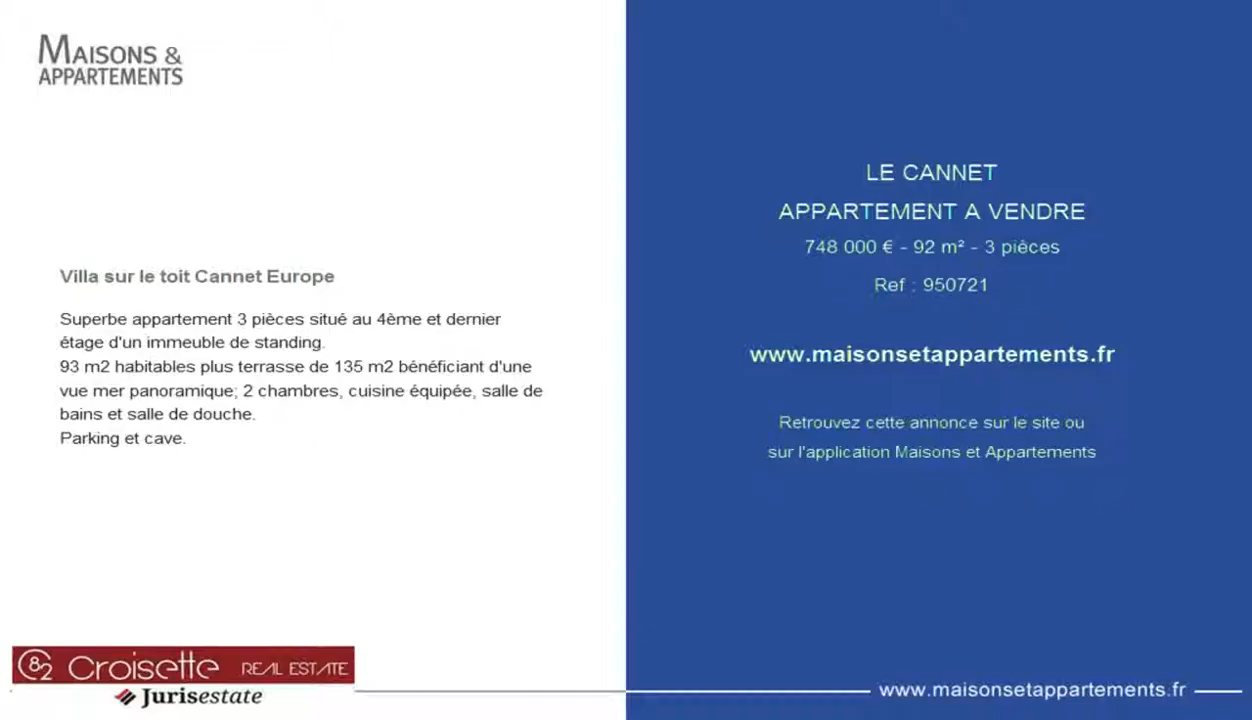 MAISONS &
APPARTEMENTS
Villa sur le toit Cannet Europe
Superbe appartement 3 pièces situé au 4ème et dernier
étage d'un immeuble de standing.
93 m2 habitables plus terrasse de 135 m2 bénéficiant d'une
vue mer panoramique; 2 chambres, cuisine équipée, salle de
bains et salle de douche.
Parking et cave.
82 Croisette REAL ESTATE
Jurisestate
LE CANNET
APPARTEMENT A VENDRE
748 000 € - 92 m² - 3 pièces
Ref : 950721
www.maisonsetappartements.fr
Retrouvez cette annonce sur le site ou
sur l'application Maisons et Appartements
www.maisonsetappartements.fr